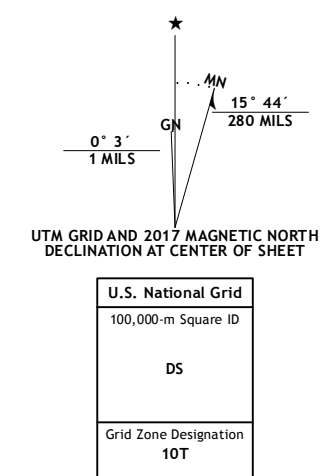 ★
MN
GN
15° 44´
280 MILS
0° 3´
1 MILS
UTM GRID AND 2017 MAGNETIC NORTH
DECLINATION AT CENTER OF SHEET
U.S. National Grid
100,000-m Square ID
DS
Grid Zone Designation
10T